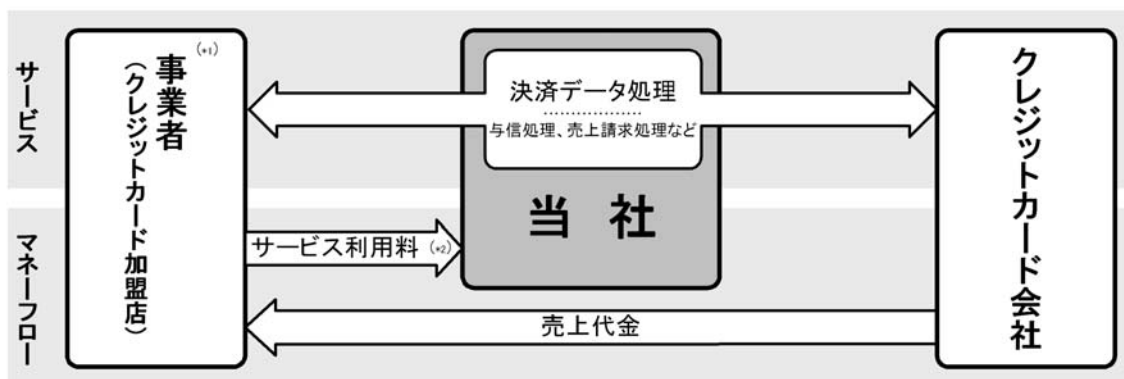 サービス
事業者(*1)
（クレジットカード加盟店）
決済データ処理
与信処理、売上請求処理など
当 社
クレジットカード会社
マネーフロー
サービス利用料(*2)
売上代金